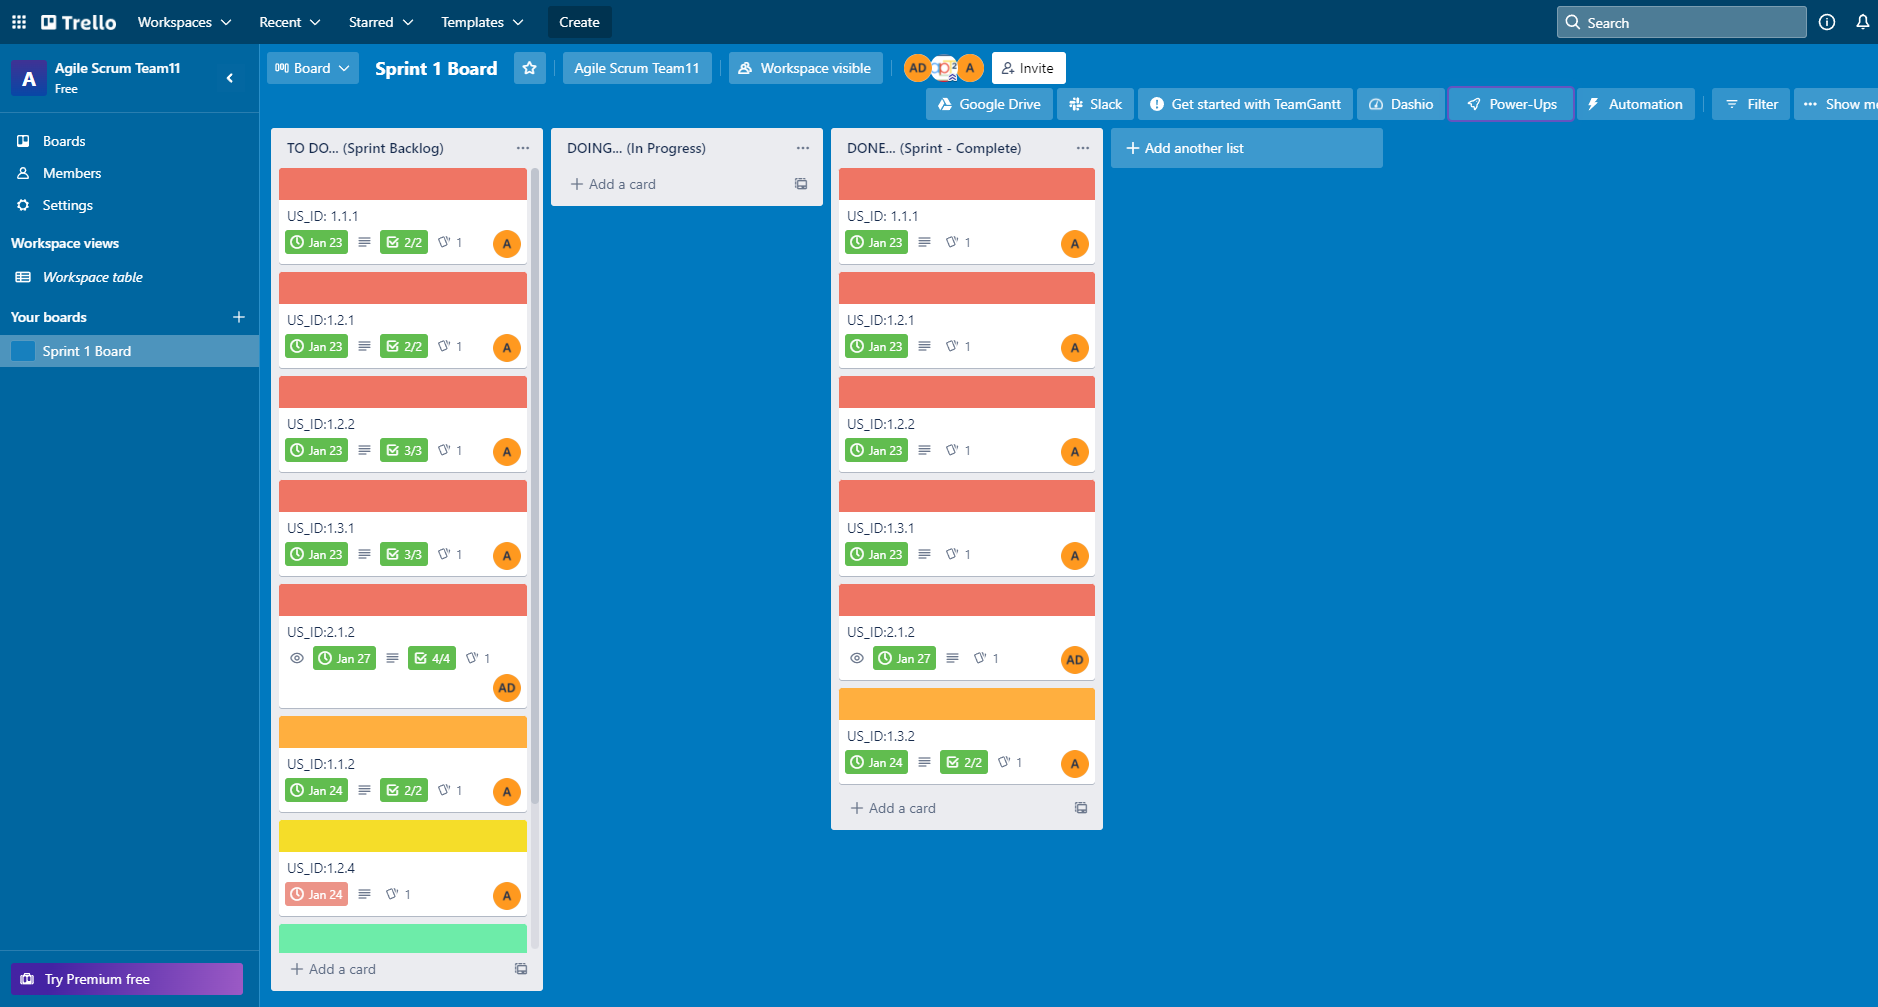 Trello Workspaces Recent Starred Templates Create Search
A Agile Scrum Team11
Free
Boards
Members
Settings
Workspace views
Workspace table
Your boards
Sprint 1 Board
Try Premium free
Board Sprint 1 Board Agile Scrum Team11 Workspace visible AD A Invite
Google Drive Slack Get started with TeamGantt Dashio Power-Ups Automation Filter Show me
TO DO... (Sprint Backlog)
US_ID: 1.1.1
Jan 23 2/2 1 A
US_ID:1.2.1
Jan 23 2/2 1 A
US_ID:1.2.2
Jan 23 3/3 1 A
US_ID:1.3.1
Jan 23 3/3 1 A
US_ID:2.1.2
Jan 27 4/4 1
AD
US_ID:1.1.2
Jan 24 2/2 1 A
US_ID:1.2.4
Jan 24 1 A
Add a card
DOING... (In Progress)
Add a card
DONE... (Sprint - Complete)
US_ID: 1.1.1
Jan 23 1 A
US_ID:1.2.1
Jan 23 1 A
US_ID:1.2.2
Jan 23 1 A
US_ID:1.3.1
Jan 23 1 A
US_ID:2.1.2
Jan 27 1 AD
US_ID:1.3.2
Jan 24 2/2 1 A
Add a card
Add another list